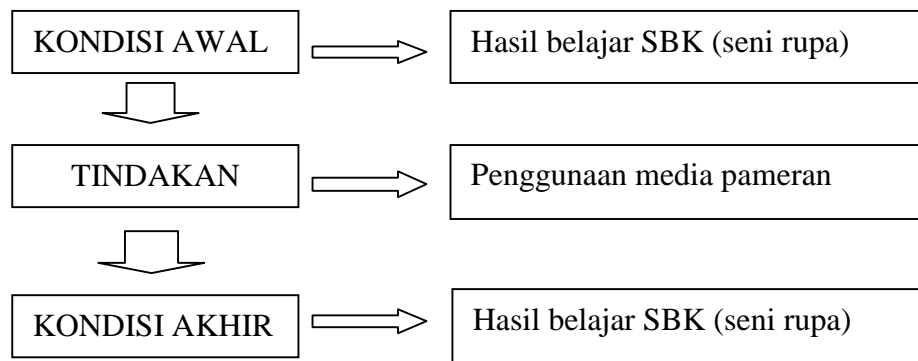 KONDISI AWAL
Hasil belajar SBK (seni rupa)
TINDAKAN
Penggunaan media pameran
KONDISI AKHIR
Hasil belajar SBK (seni rupa)